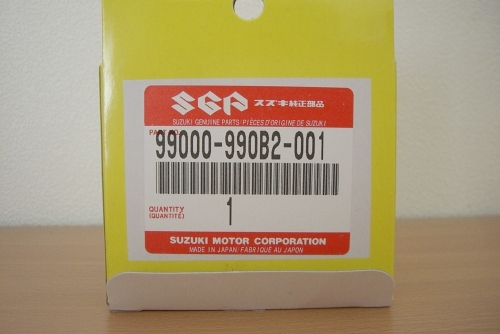 SGP スズキ純正部品
SUZUKI GENUINE PARTS/PIÈCES D'ORIGINE DE SUZUKI
PART NO.
99000-990B2-001
QUANTITY
(QUANTITÉ)
1
SUZUKI MOTOR CORPORATION
MADE IN JAPAN/FABRIQUÉ AU JAPON